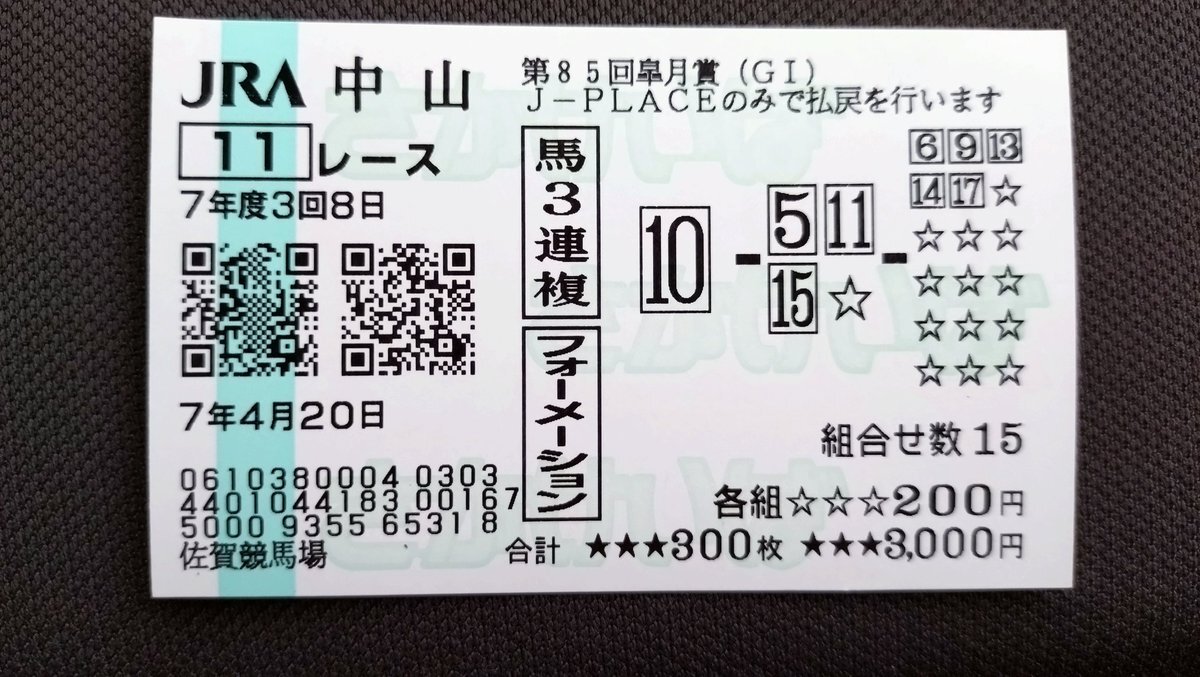 JRA 中山
11レース
7年度3回8日
7年4月20日
0610380004 0303
4401044183 00167
5000 9355 6531 8
佐賀競馬場
第85回皐月賞(GⅠ)
J-PLACEのみで払戻を行います
馬3連複
フォーメーション
10 - 5 11 -
15 ☆
6 9 13
14 17 ☆
☆☆☆
☆☆☆
☆☆☆
☆☆☆
組合せ数15
各組☆☆☆200円
合計 ★★★300枚 ★★★3,000円